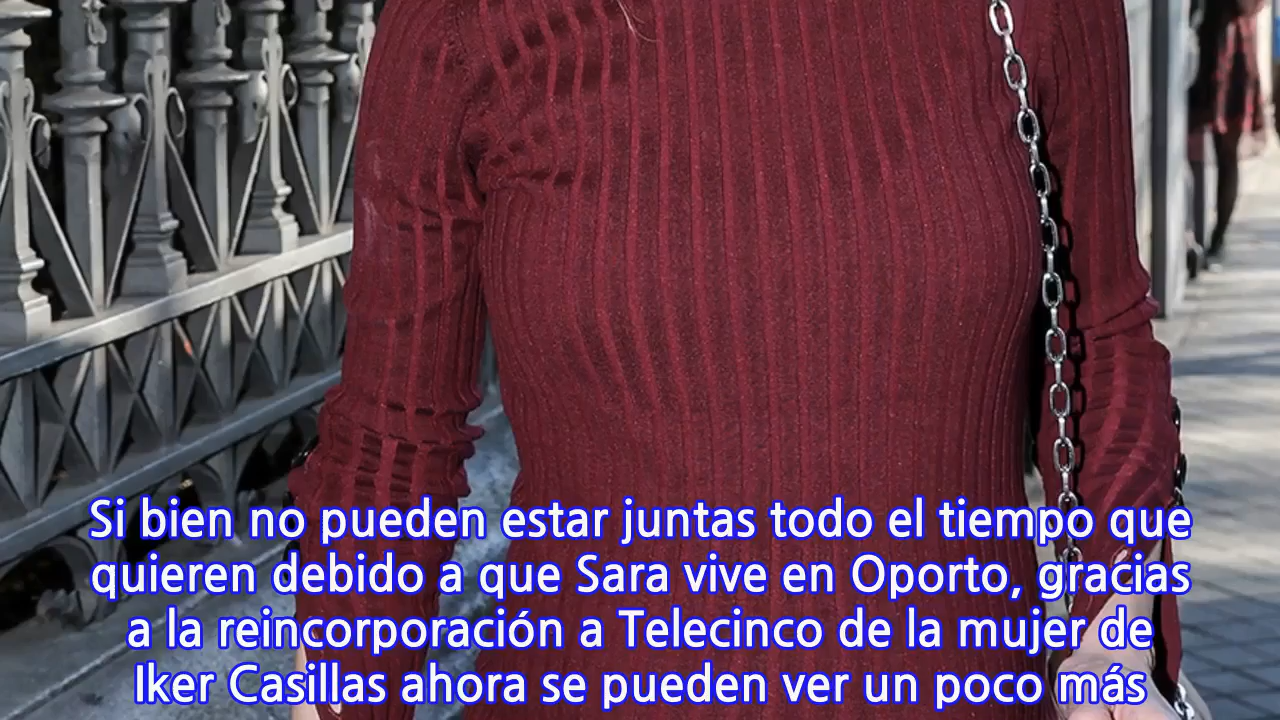 Si bien no pueden estar juntas todo el tiempo que
quieren debido a que Sara vive en Oporto, gracias
a la reincorporación a Telecinco de la mujer de
Iker Casillas ahora se pueden ver un poco más